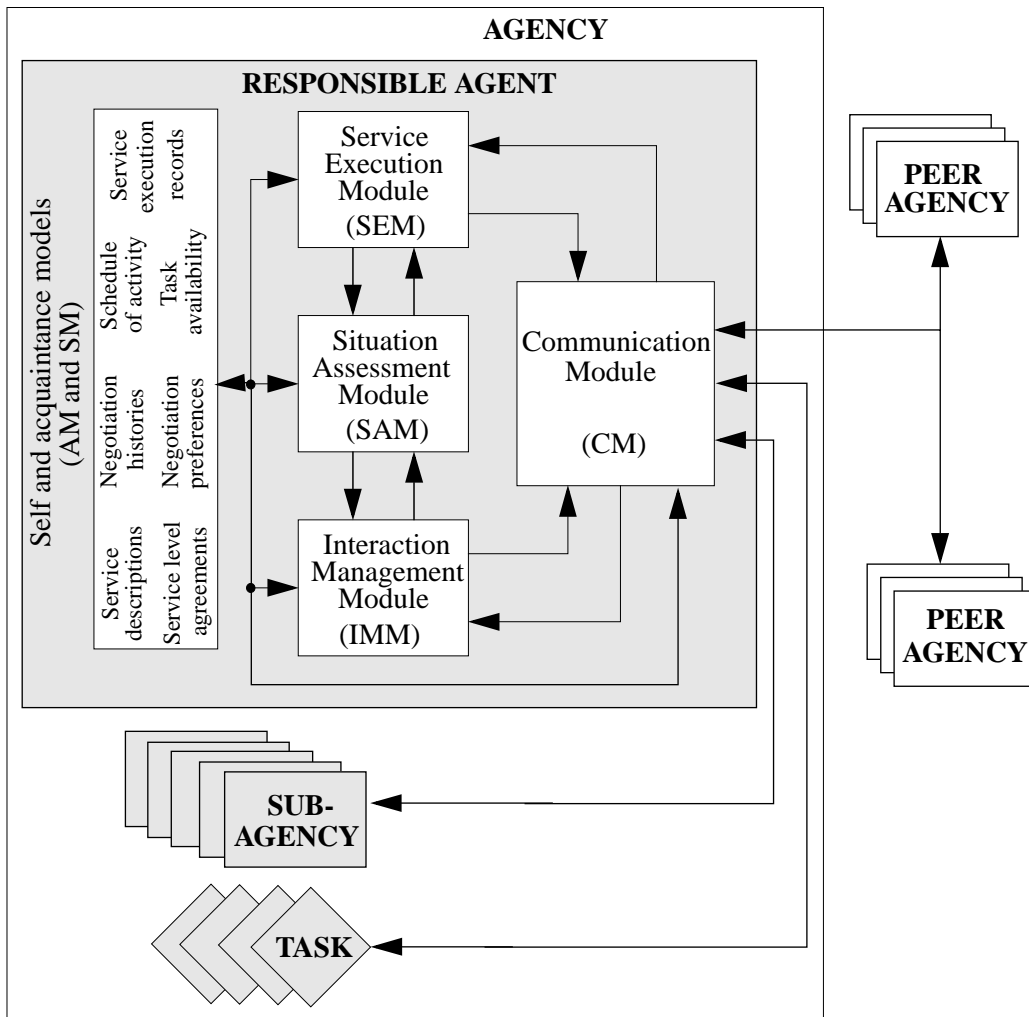 AGENCY
RESPONSIBLE AGENT
Self and acquaintance models
(AM and SM)
Service
execution
records
Schedule
of activity
Task
availability
Negotiation
histories
Negotiation
preferences
Service
descriptions
Service level
agreements
Service
Execution
Module
(SEM)
Situation
Assessment
Module
(SAM)
Interaction
Management
Module
(IMM)
Communication
Module
(CM)
PEER
AGENCY
PEER
AGENCY
SUB-
AGENCY
TASK